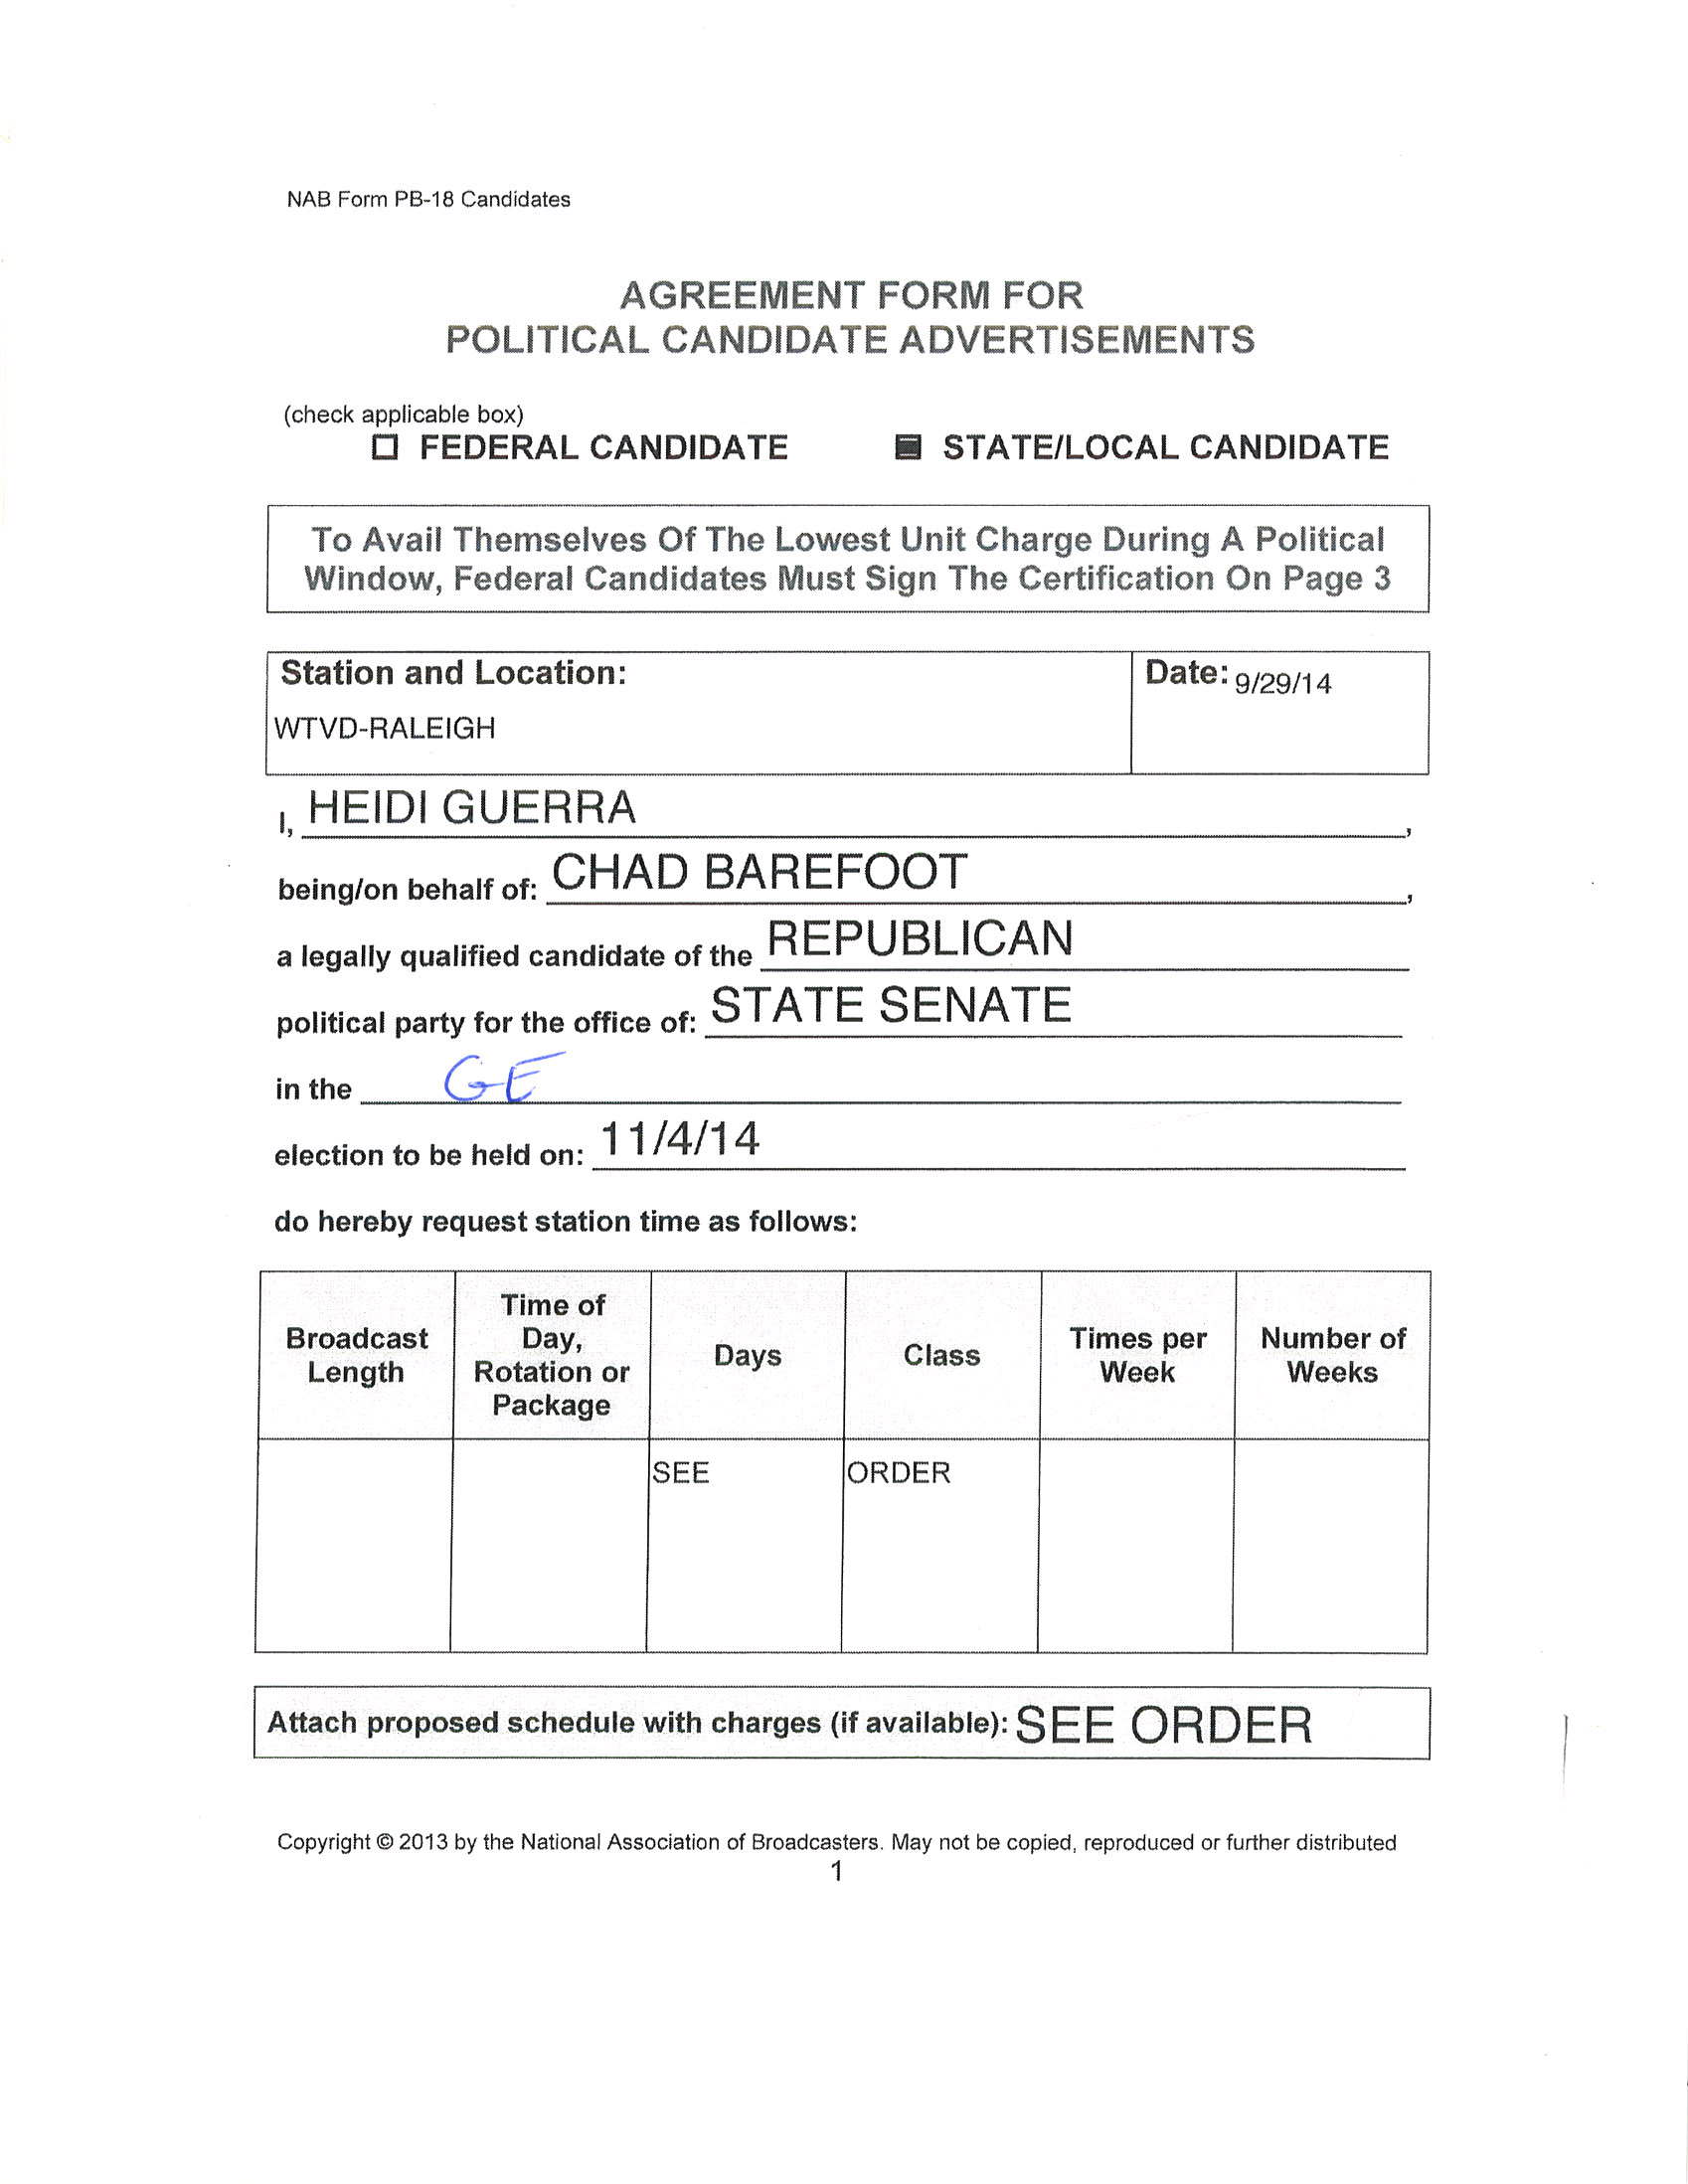 NAB Form PB-18 Candidates
AGREEMENT FORM FOR
POLITICAL CANDIDATE ADVERTISEMENTS
(check applicable box)
☐ FEDERAL CANDIDATE ☒ STATE/LOCAL CANDIDATE
To Avail Themselves Of The Lowest Unit Charge During A Political
Window, Federal Candidates Must Sign The Certification On Page 3
Station and Location: Date: 9/29/14
WTVD-RALEIGH
I, HEIDI GUERRA,
being/on behalf of: CHAD BAREFOOT,
a legally qualified candidate of the REPUBLICAN
political party for the office of: STATE SENATE
in the GE
election to be held on: 11/4/14
do hereby request station time as follows:
Broadcast Length
Time of Day, Rotation or Package
Days
Class
Times per Week
Number of Weeks
SEE ORDER
Attach proposed schedule with charges (if available): SEE ORDER
Copyright © 2013 by the National Association of Broadcasters. May not be copied, reproduced or further distributed
1